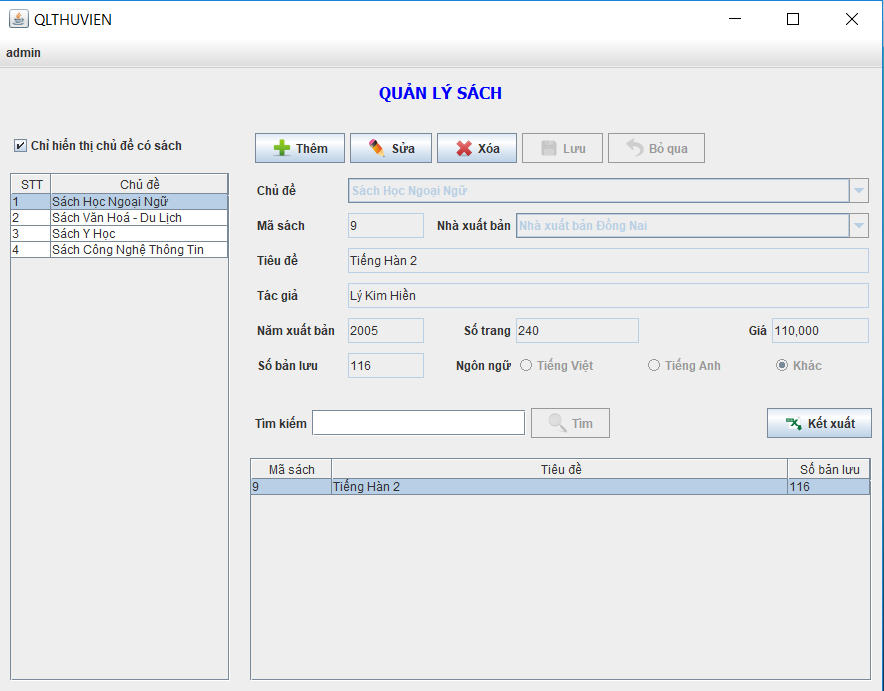 QLTHUVIEN
admin
QUẢN LÝ SÁCH
Chỉ hiển thị chủ đề có sách
Thêm Sửa Xóa Lưu Bỏ qua
STT Chủ đề
1 Sách Học Ngoại Ngữ
2 Sách Văn Hoá - Du Lịch
3 Sách Y Học
4 Sách Công Nghệ Thông Tin
Chủ đề Sách Học Ngoại Ngữ
Mã sách 9 Nhà xuất bản Nhà xuất bản Đồng Nai
Tiêu đề Tiếng Hàn 2
Tác giả Lý Kim Hiền
Năm xuất bản 2005 Số trang 240 Giá 110,000
Số bản lưu 116 Ngôn ngữ Tiếng Việt Tiếng Anh Khác
Tìm kiếm Tìm Kết xuất
Mã sách Tiêu đề Số bản lưu
9 Tiếng Hàn 2 116